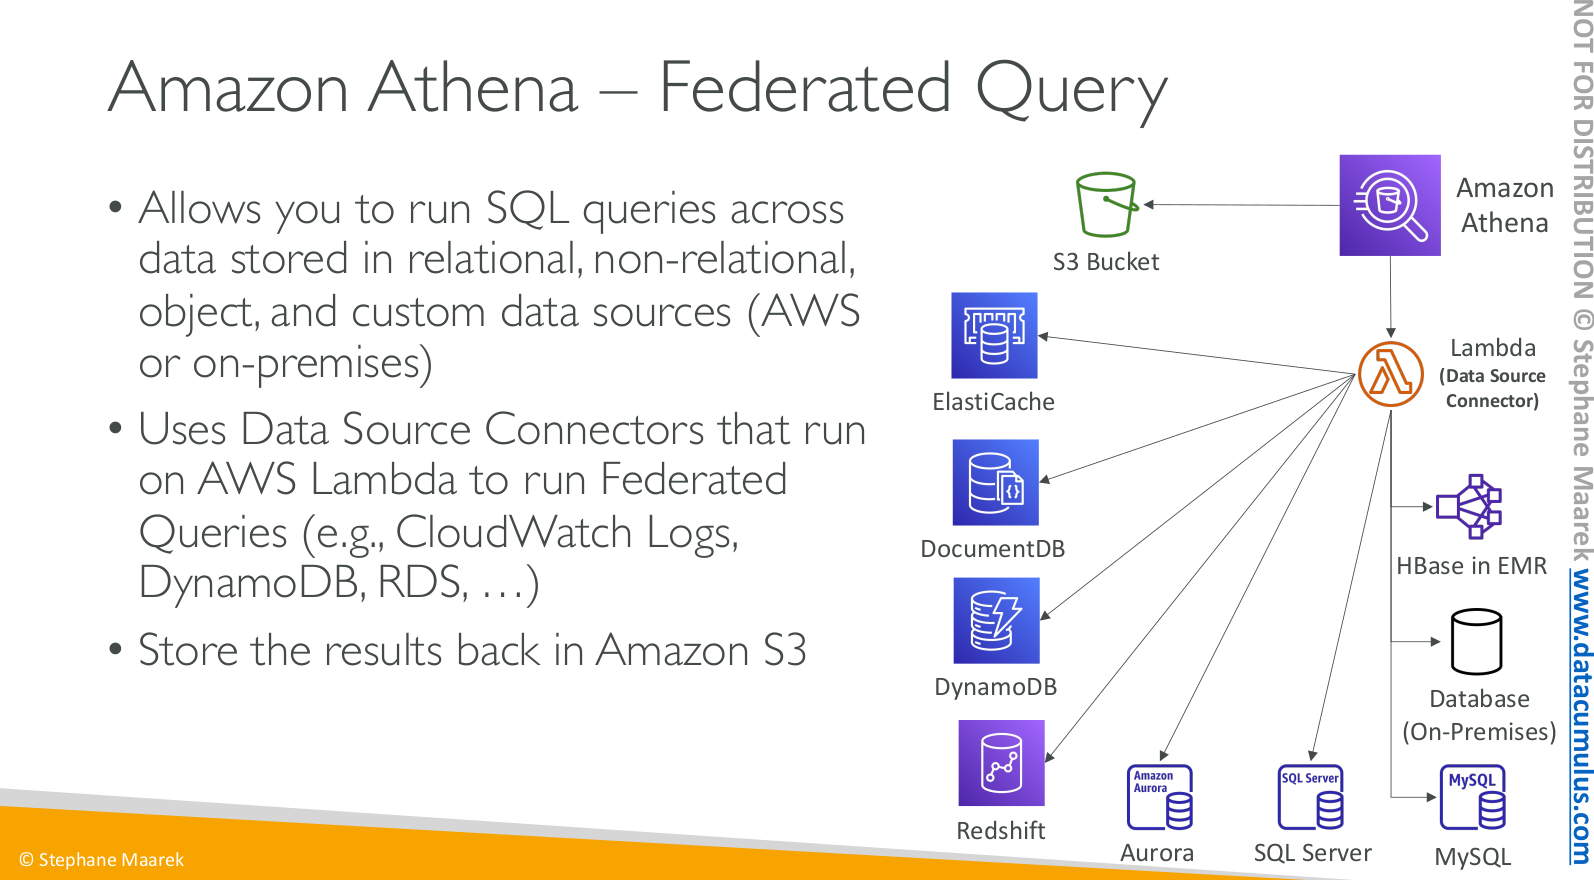 Amazon Athena – Federated Query
• Allows you to run SQL queries across
data stored in relational, non-relational,
object, and custom data sources (AWS
or on-premises)
• Uses Data Source Connectors that run
on AWS Lambda to run Federated
Queries (e.g., CloudWatch Logs,
DynamoDB, RDS, …)
• Store the results back in Amazon S3
Amazon
Athena
S3 Bucket
Lambda
(Data Source
Connector)
ElastiCache
DocumentDB
DynamoDB
Redshift
Amazon
Aurora
Aurora
SQL Server
SQL Server
HBase in EMR
Database
(On-Premises)
MySQL
MySQL
© Stephane Maarek
NOT FOR DISTRIBUTION © Stephane Maarek www.datacumulus.com